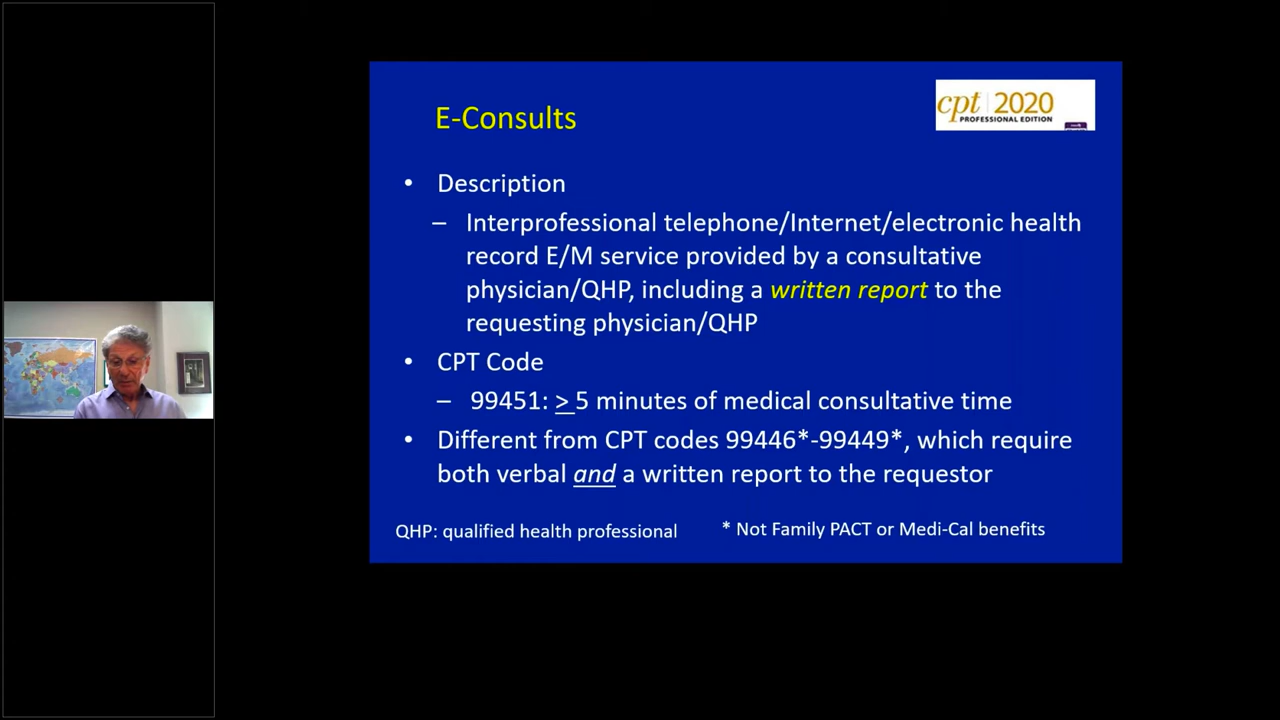 E-Consults
cpt 2020
PROFESSIONAL EDITION
• Description
– Interprofessional telephone/Internet/electronic health
record E/M service provided by a consultative
physician/QHP, including a written report to the
requesting physician/QHP
• CPT Code
– 99451: > 5 minutes of medical consultative time
• Different from CPT codes 99446*-99449*, which require
both verbal and a written report to the requestor
QHP: qualified health professional
* Not Family PACT or Medi-Cal benefits